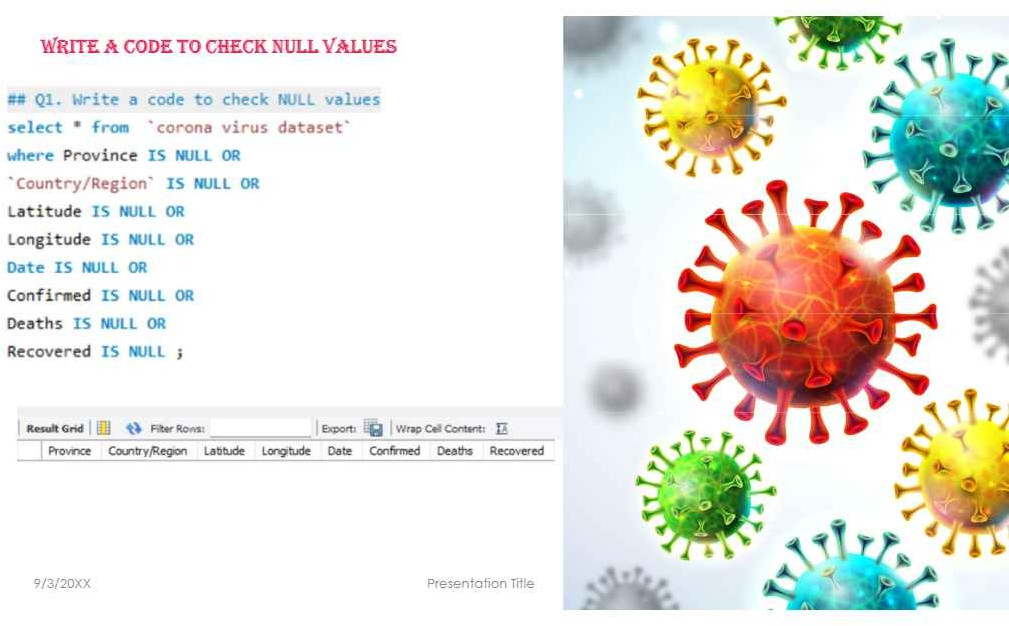 WRITE A CODE TO CHECK NULL VALUES
## Q1. Write a code to check NULL values
select * from `corona virus dataset`
where Province IS NULL OR
`Country/Region` IS NULL OR
Latitude IS NULL OR
Longitude IS NULL OR
Date IS NULL OR
Confirmed IS NULL OR
Deaths IS NULL OR
Recovered IS NULL ;
Result Grid Filter Rows: Export: Wrap Cell Content:
Province Country/Region Latitude Longitude Date Confirmed Deaths Recovered
9/3/20XX Presentation Title